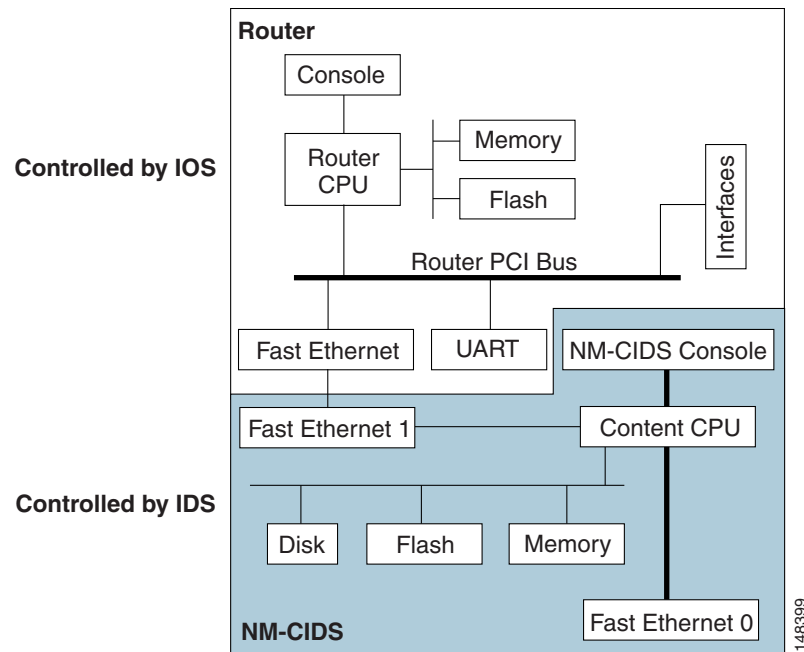 Router
Console
Controlled by IOS
Router
CPU
Memory
Flash
Interfaces
Router PCI Bus
Fast Ethernet
UART
NM-CIDS Console
Fast Ethernet 1
Content CPU
Controlled by IDS
Disk
Flash
Memory
Fast Ethernet 0
NM-CIDS
148399